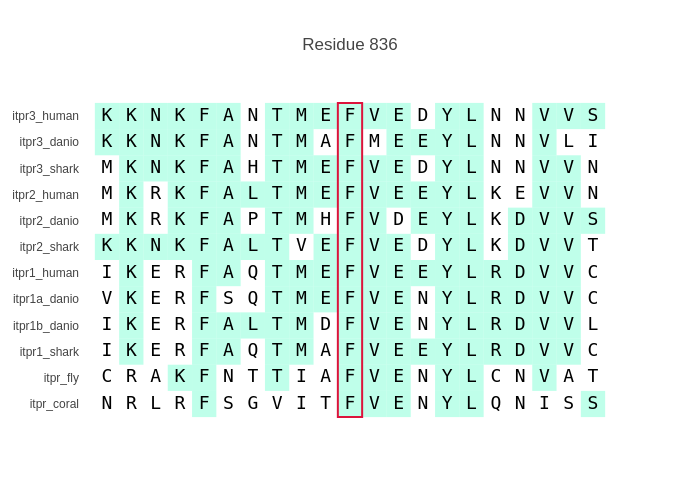 Residue 836
itpr3_human K K N K F A N T M E F V E D Y L N N V V S
itpr3_danio K K N K F A N T M A F M E E Y L N N V L I
itpr3_shark M K N K F A H T M E F V E D Y L N N V V N
itpr2_human M K R K F A L T M E F V E E Y L K E V V N
itpr2_danio M K R K F A P T M H F V D E Y L K D V V S
itpr2_shark K K N K F A L T V E F V E D Y L K D V V T
itpr1_human I K E R F A Q T M E F V E E Y L R D V V C
itpr1a_danio V K E R F S Q T M E F V E N Y L R D V V C
itpr1b_danio I K E R F A L T M D F V E N Y L R D V V L
itpr1_shark I K E R F A Q T M A F V E E Y L R D V V C
itpr_fly C R A K F N T T I A F V E N Y L C N V A T
itpr_coral N R L R F S G V I T F V E N Y L Q N I S S